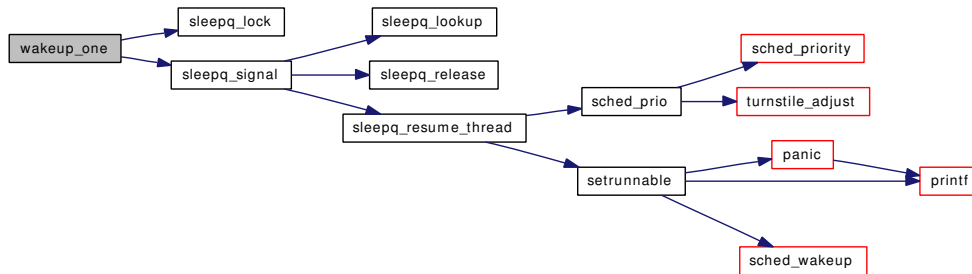 wakeup_one
sleepq_lock
sleepq_signal
sleepq_lookup
sleepq_release
sleepq_resume_thread
sched_prio
setrunnable
sched_priority
turnstile_adjust
panic
printf
sched_wakeup